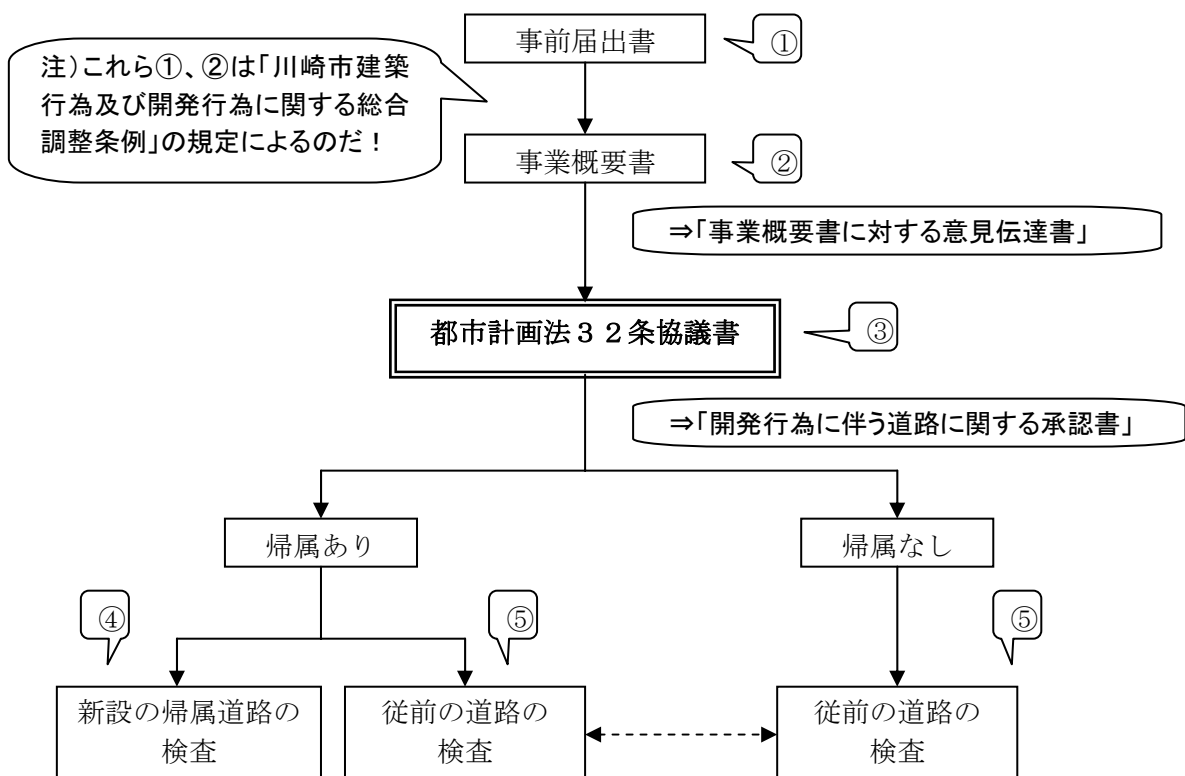 事前届出書
①
注)これら①、②は「川崎市建築
行為及び開発行為に関する総合
調整条例」の規定によるのだ！
事業概要書
②
⇒「事業概要書に対する意見伝達書」
都市計画法３２条協議書
③
⇒「開発行為に伴う道路に関する承認書」
帰属あり
帰属なし
④
⑤
⑤
新設の帰属道路の
検査
従前の道路の
検査
従前の道路の
検査